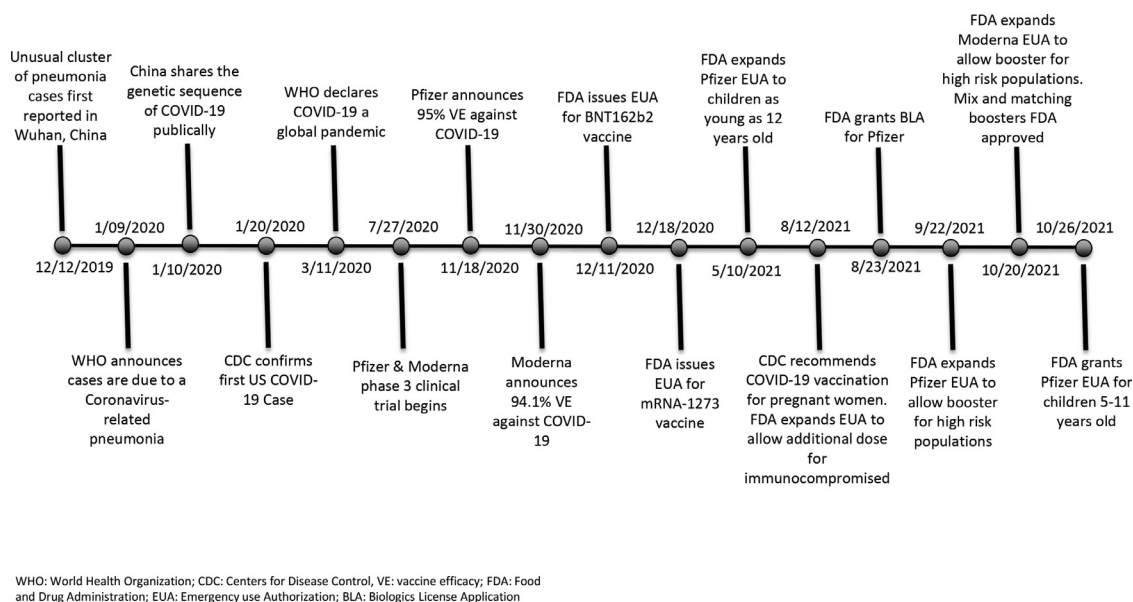 Unusual cluster
of pneumonia
cases first
reported in
Wuhan, China
China shares the
genetic sequence
of COVID-19
publically
WHO declares
COVID-19 a
global pandemic
Pfizer announces
95% VE against
COVID-19
FDA issues EUA
for BNT162b2
vaccine
FDA expands
Pfizer EUA to
children as
young as 12
years old
FDA grants BLA
for Pfizer
FDA expands
Moderna EUA to
allow booster for
high risk populations.
Mix and matching
boosters FDA
approved
12/12/2019
1/09/2020
1/10/2020
1/20/2020
3/11/2020
7/27/2020
11/18/2020
11/30/2020
12/11/2020
12/18/2020
5/10/2021
8/12/2021
8/23/2021
9/22/2021
10/20/2021
10/26/2021
WHO announces
cases are due to a
Coronavirus-
related
pneumonia
CDC confirms
first US COVID-
19 Case
Pfizer & Moderna
phase 3 clinical
trial begins
Moderna
announces
94.1% VE
against COVID-
19
FDA issues
EUA for
mRNA-1273
vaccine
CDC recommends
COVID-19 vaccination
for pregnant women.
FDA expands EUA to
allow additional dose
for
immunocompromised
FDA expands
Pfizer EUA to
allow booster
for high risk
populations
FDA grants
Pfizer EUA for
children 5-11
years old
WHO: World Health Organization; CDC: Centers for Disease Control, VE: vaccine efficacy; FDA: Food
and Drug Administration; EUA: Emergency use Authorization; BLA: Biologics License Application